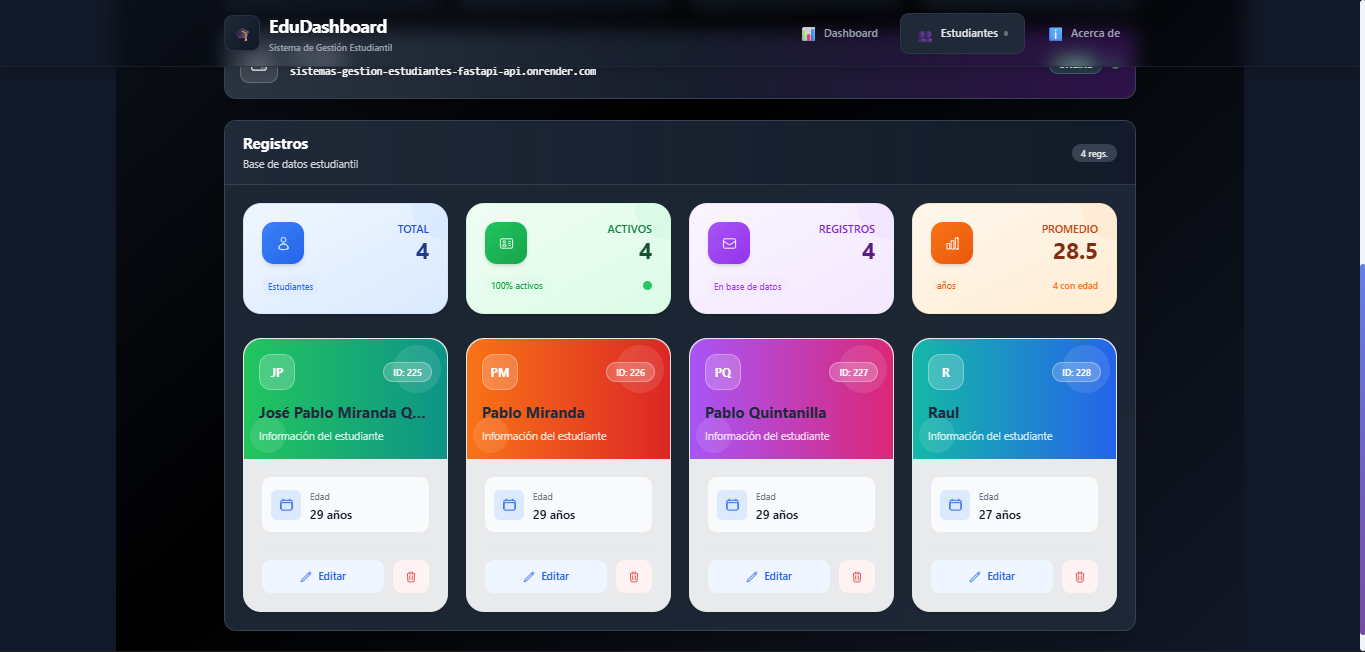 EduDashboard
Sistema de Gestión Estudiantil
Dashboard
Estudiantes
Acerca de
sistemas-gestion-estudiantes-fastapi-api.onrender.com
Registros
Base de datos estudiantil
4 regs.
TOTAL
4
Estudiantes
ACTIVOS
4
100% activos
REGISTROS
4
En base de datos
PROMEDIO
28.5
años
4 con edad
JP
ID: 225
José Pablo Miranda Q...
Información del estudiante
Edad
29 años
Editar
PM
ID: 226
Pablo Miranda
Información del estudiante
Edad
29 años
Editar
PQ
ID: 227
Pablo Quintanilla
Información del estudiante
Edad
29 años
Editar
R
ID: 228
Raul
Información del estudiante
Edad
27 años
Editar